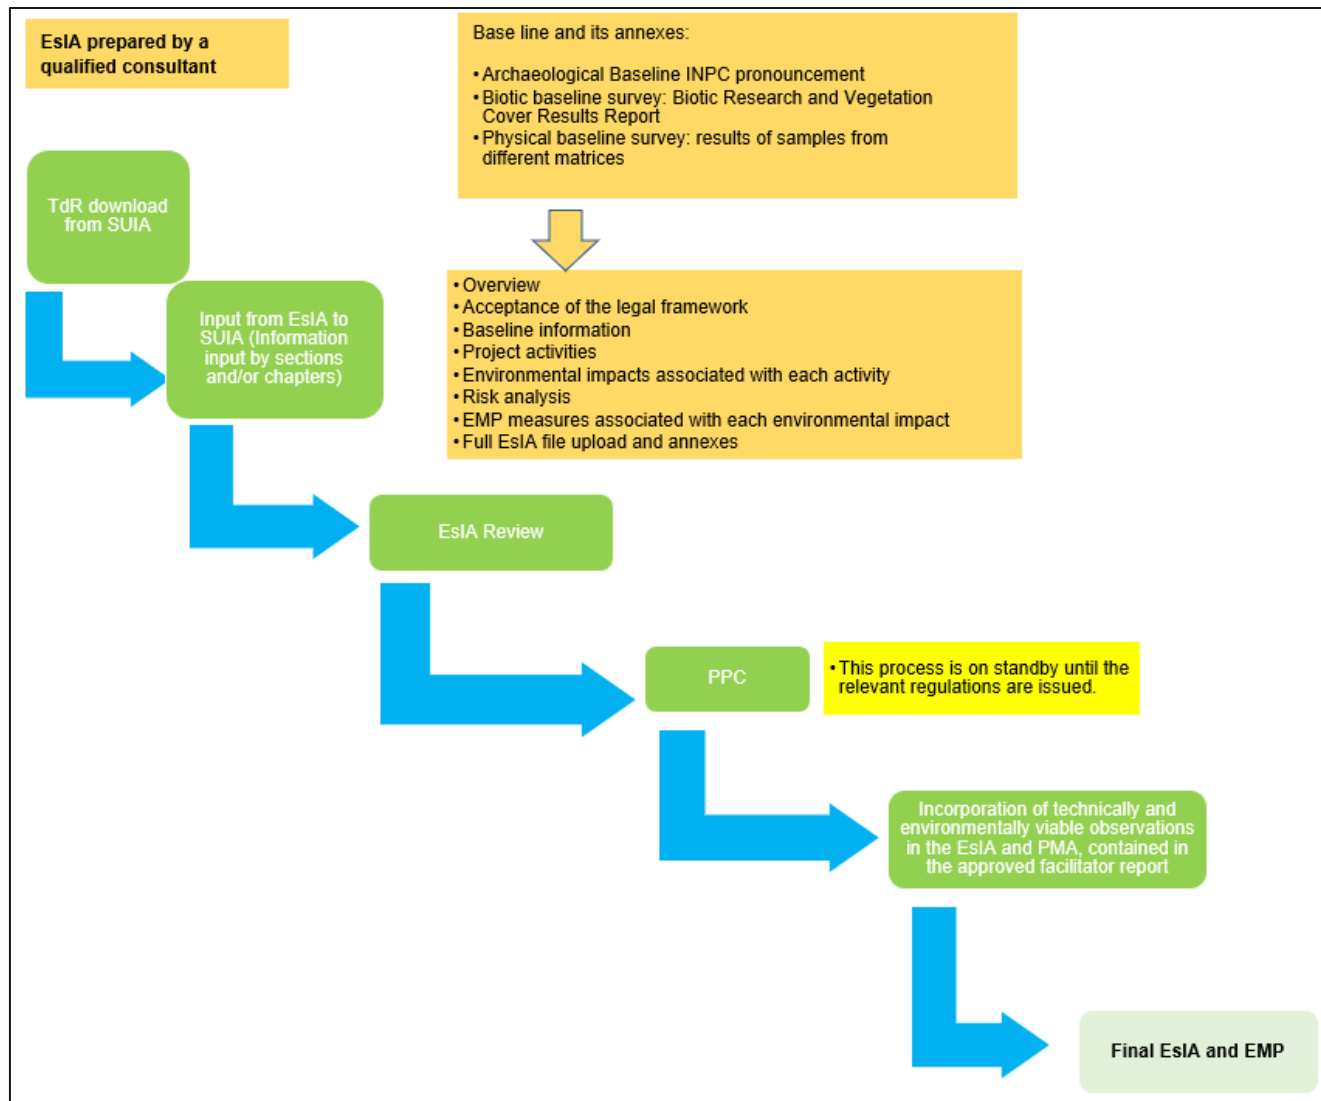 EsIA prepared by a
qualified consultant
Base line and its annexes:
• Archaeological Baseline INPC pronouncement
• Biotic baseline survey: Biotic Research and Vegetation
Cover Results Report
• Physical baseline survey: results of samples from
different matrices
TdR download
from SUIA
Input from EsIA to
SUIA (Information
input by sections
and/or chapters)
• Overview
• Acceptance of the legal framework
• Baseline information
• Project activities
• Environmental impacts associated with each activity
• Risk analysis
• EMP measures associated with each environmental impact
• Full EsIA file upload and annexes
EsIA Review
PPC
• This process is on standby until the
relevant regulations are issued.
Incorporation of technically and
environmentally viable observations
in the EsIA and PMA, contained in
the approved facilitator report
Final EsIA and EMP